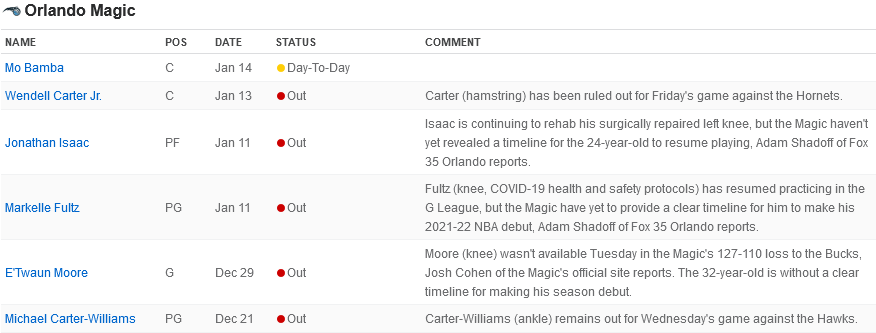 Orlando Magic
NAME POS DATE STATUS COMMENT
Mo Bamba C Jan 14 Day-To-Day
Wendell Carter Jr. C Jan 13 Out Carter (hamstring) has been ruled out for Friday's game against the Hornets.
Isaac is continuing to rehab his surgically repaired left knee, but the Magic haven't
Jonathan Isaac PF Jan 11 Out yet revealed a timeline for the 24-year-old to resume playing, Adam Shadoff of Fox
35 Orlando reports.
Fultz (knee, COVID-19 health and safety protocols) has resumed practicing in the
Markelle Fultz PG Jan 11 Out G League, but the Magic have yet to provide a clear timeline for him to make his
2021-22 NBA debut, Adam Shadoff of Fox 35 Orlando reports.
Moore (knee) wasn't available Tuesday in the Magic's 127-110 loss to the Bucks,
E'Twaun Moore G Dec 29 Out Josh Cohen of the Magic's official site reports. The 32-year-old is without a clear
timeline for making his season debut.
Michael Carter-Williams PG Dec 21 Out Carter-Williams (ankle) remains out for Wednesday's game against the Hawks.